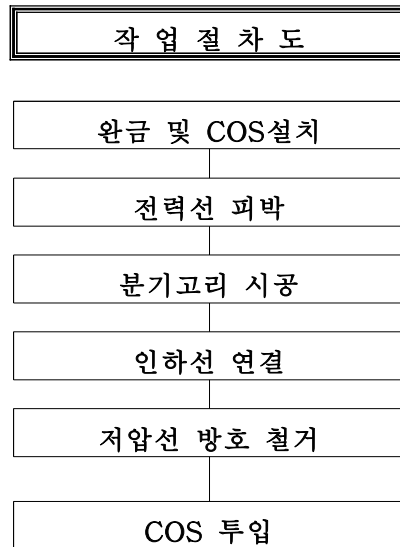 작 업 절 차 도
완금 및 COS설치
전력선 피박
분기고리 시공
인하선 연결
저압선 방호 철거
COS 투입